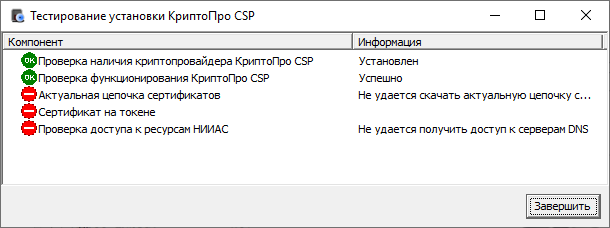 Тестирование установки КриптоПро CSP
Компонент Информация
OK Проверка наличия криптопровайдера КриптоПро CSP Установлен
OK Проверка функционирования КриптоПро CSP Успешно
Актуальная цепочка сертификатов Не удается скачать актуальную цепочку с...
Сертификат на токене
Проверка доступа к ресурсам НИИАС Не удается получить доступ к серверам DNS
Завершить